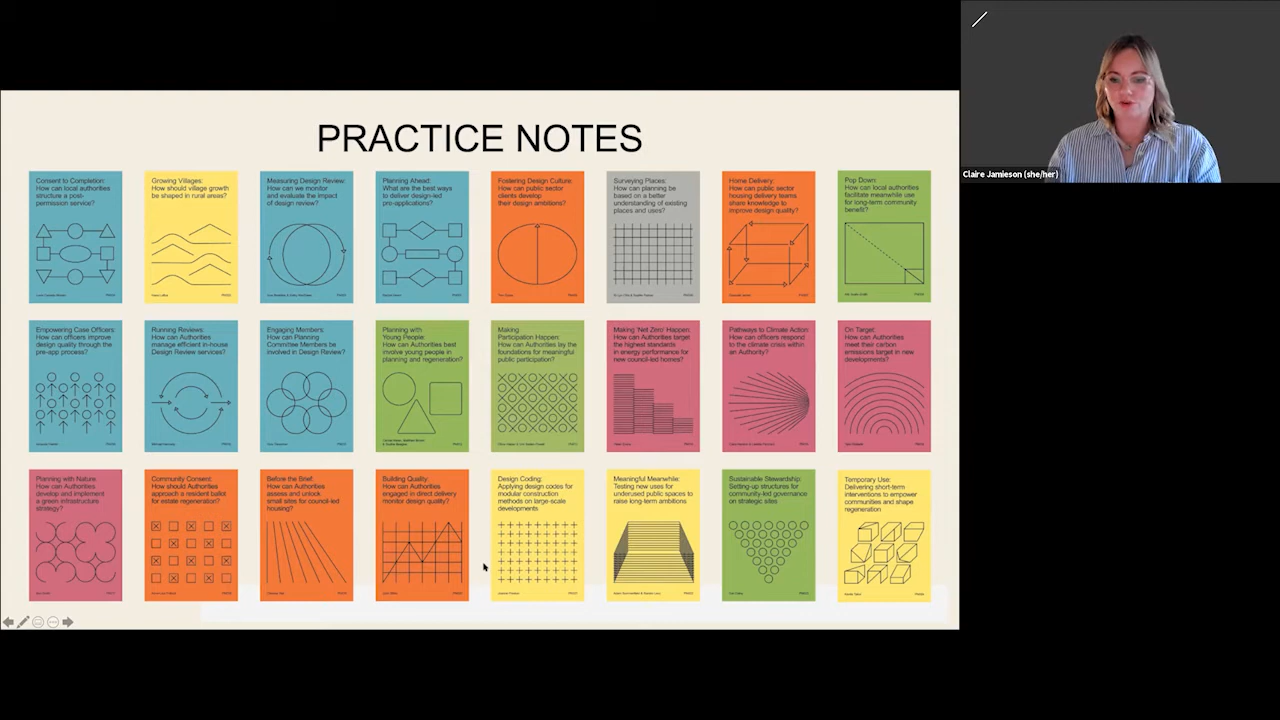 PRACTICE NOTES
Consent to Completion:
How can local authorities
structure a post-
permission service?
Growing Villages:
How should village growth
be shaped in rural areas?
Measuring Design Review:
How can we monitor
and evaluate the impact
of design review?
Planning Ahead:
What are the best ways
to deliver design-led
pre-applications?
Fostering Design Culture:
How can public sector
clients develop
their design ambitions?
Surveying Places:
How can planning be
based on a better
understanding of existing
places and uses?
Home Delivery:
How can public sector
housing delivery teams
share knowledge to
improve design quality?
Pop Down:
How can local authorities
facilitate meanwhile use
for long-term community
benefit?
Empowering Case Officers:
How can officers improve
design quality through the
pre-app process?
Running Reviews:
How can Authorities
manage efficient in-house
Design Review services?
Engaging Members:
How can Planning
Committee Members be
involved in Design Review?
Planning with
Young People:
How can Authorities best
involve young people in
planning and regeneration?
Making
Participation Happen:
How can Authorities lay the
foundations for meaningful
public participation?
Making 'Net Zero' Happen:
How can Authorities target
the highest standards
in energy performance for
new council-led homes?
Pathways to Climate Action:
How can officers respond
to the climate crisis within
an Authority?
On Target:
How can Authorities
meet their carbon
emissions target in new
developments?
Planning with Nature:
How can Authorities
develop and implement
a green infrastructure
strategy?
Community Consent:
How should Authorities
approach a resident ballot
for estate regeneration?
Before the Brief:
How can Authorities
assess and unlock
small sites for council-led
housing?
Building Quality:
How can Authorities
engaged in direct delivery
monitor design quality?
Design Coding:
Applying design codes for
modular construction
methods on large-scale
developments
Meaningful Meanwhile:
Testing new uses for
underused public spaces to
raise long-term ambitions
Sustainable Stewardship:
Setting-up structures for
community-led governance
on strategic sites
Temporary Use:
Delivering short-term
interventions to empower
communities and shape
regeneration
Claire Jamieson (she/her)